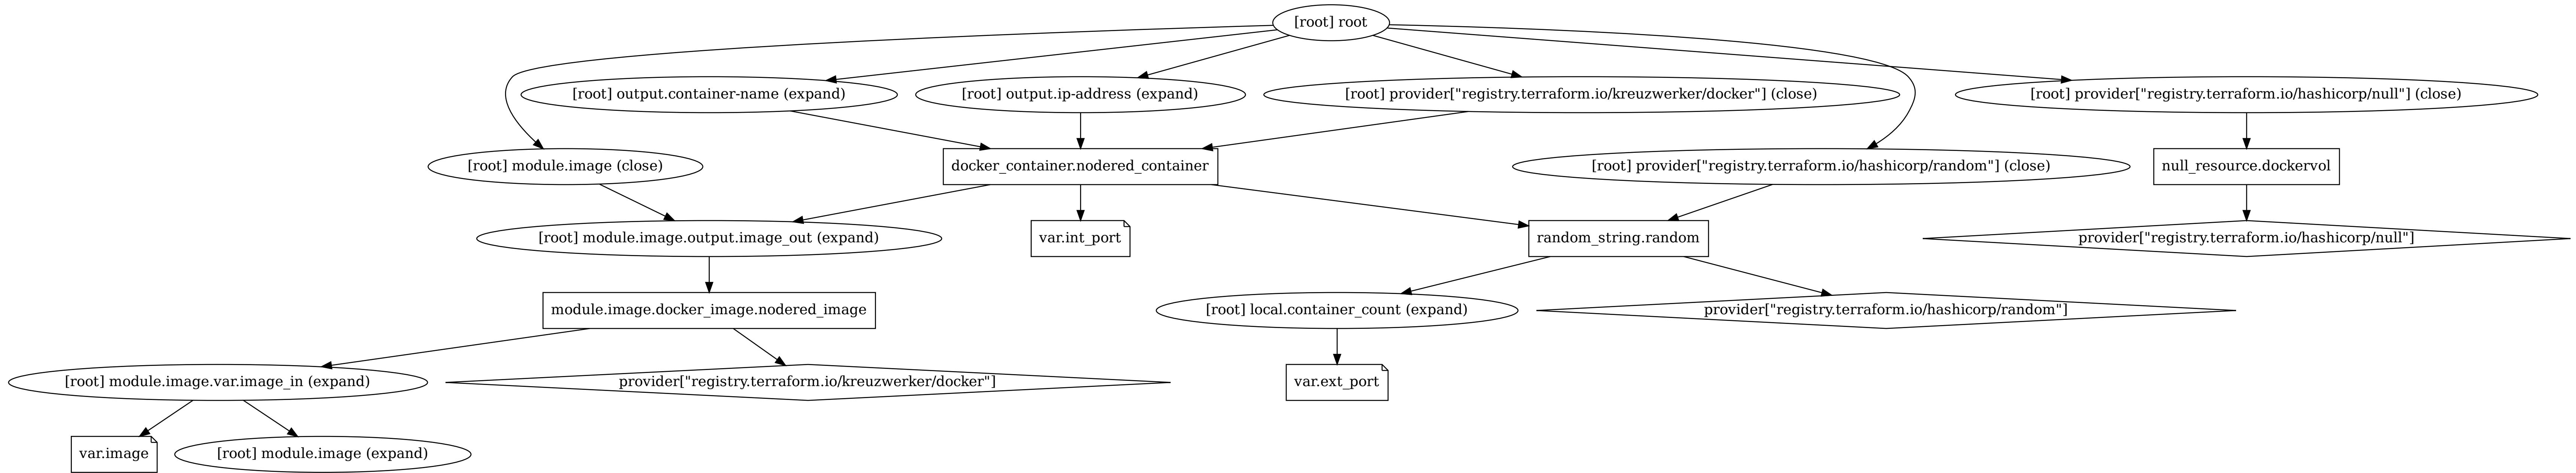 [root] root
[root] output.container-name (expand)
[root] output.ip-address (expand)
[root] provider["registry.terraform.io/kreuzwerker/docker"] (close)
[root] provider["registry.terraform.io/hashicorp/null"] (close)
[root] module.image (close)
docker_container.nodered_container
[root] provider["registry.terraform.io/hashicorp/random"] (close)
null_resource.dockervol
[root] module.image.output.image_out (expand)
var.int_port
random_string.random
provider["registry.terraform.io/hashicorp/null"]
module.image.docker_image.nodered_image
[root] local.container_count (expand)
provider["registry.terraform.io/hashicorp/random"]
[root] module.image.var.image_in (expand)
provider["registry.terraform.io/kreuzwerker/docker"]
var.ext_port
var.image
[root] module.image (expand)